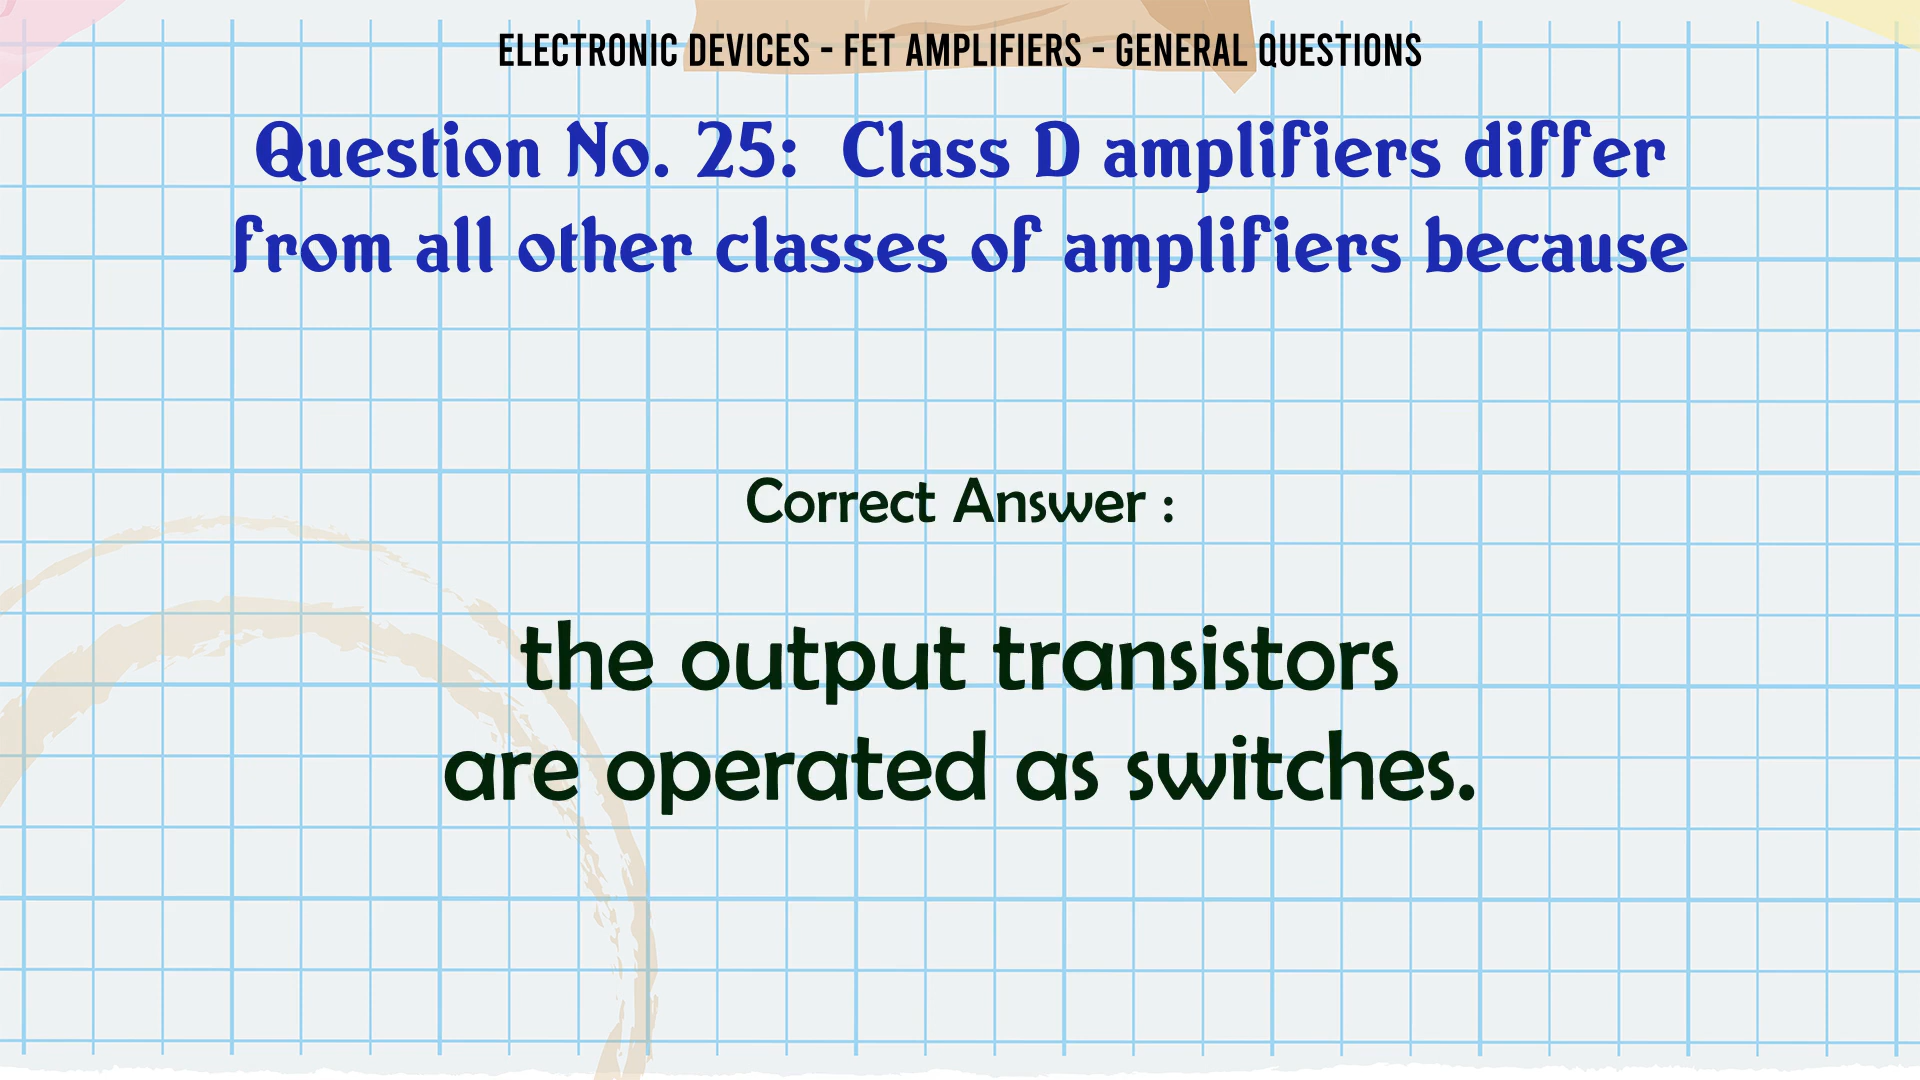 ELECTRONIC DEVICES - FET AMPLIFIERS - GENERAL QUESTIONS
Question No. 25: Class D amplifiers differ
from all other classes of amplifiers because
Correct Answer :
the output transistors
are operated as switches.